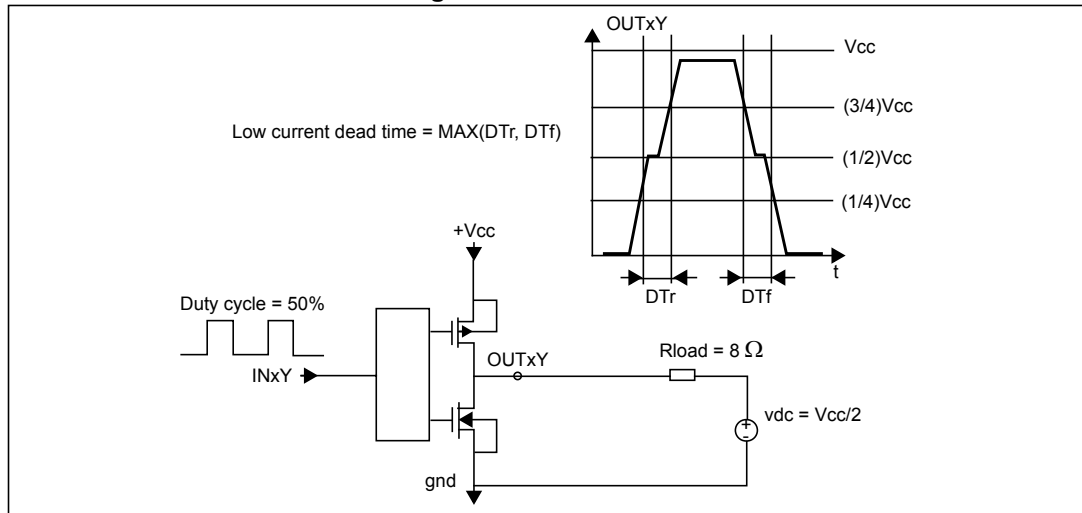 OUTxY
Vcc
(3/4)Vcc
Low current dead time = MAX(DTr, DTf)
(1/2)Vcc
(1/4)Vcc
+Vcc
t
DTr
DTf
Duty cycle = 50%
Rload = 8 Ω
OUTxY
INxY
vdc = Vcc/2
+
-
gnd